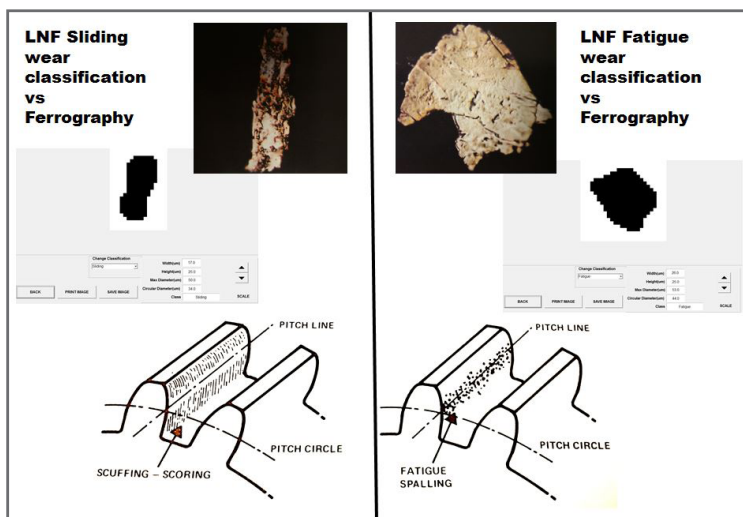 LNF Sliding
wear
classification
vs
Ferrography
Change Classification
Sliding
Width(um)
Height(um)
Max Diameter(um)
Circular Diameter(um)
Class
Sliding
BACK
PRINT IMAGE
SAVE IMAGE
SCALE
PITCH LINE
PITCH CIRCLE
SCUFFING – SCORING
LNF Fatigue
wear
classification
vs
Ferrography
Change Classification
Fatigue
Width(um)
Height(um)
Max Diameter(um)
Circular Diameter(um)
Class
Fatigue
BACK
PRINT IMAGE
SAVE IMAGE
SCALE
PITCH LINE
PITCH CIRCLE
FATIGUE
SPALLING